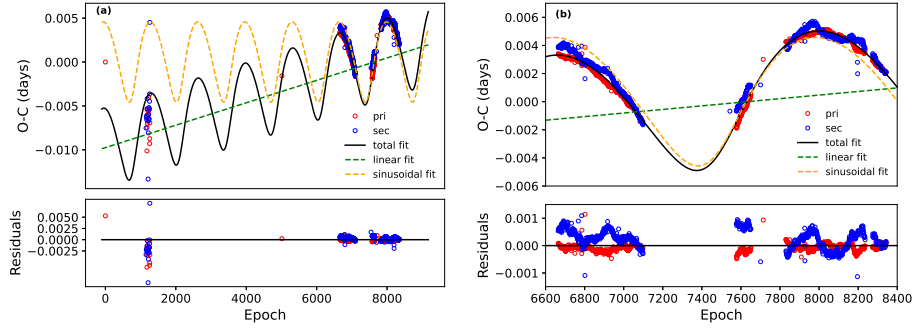 (a)
O-C (days)
0.005
0.000
−0.005
−0.010
pri
sec
total fit
linear fit
sinusoidal fit
Residuals
0.0050
0.0025
0.0000
−0.0025
0 2000 4000 6000 8000
Epoch
(b)
O-C (days)
0.006
0.004
0.002
0.000
−0.002
−0.004
−0.006
pri
sec
total fit
linear fit
sinusoidal fit
Residuals
0.001
0.000
−0.001
6600 6800 7000 7200 7400 7600 7800 8000 8200 8400
Epoch